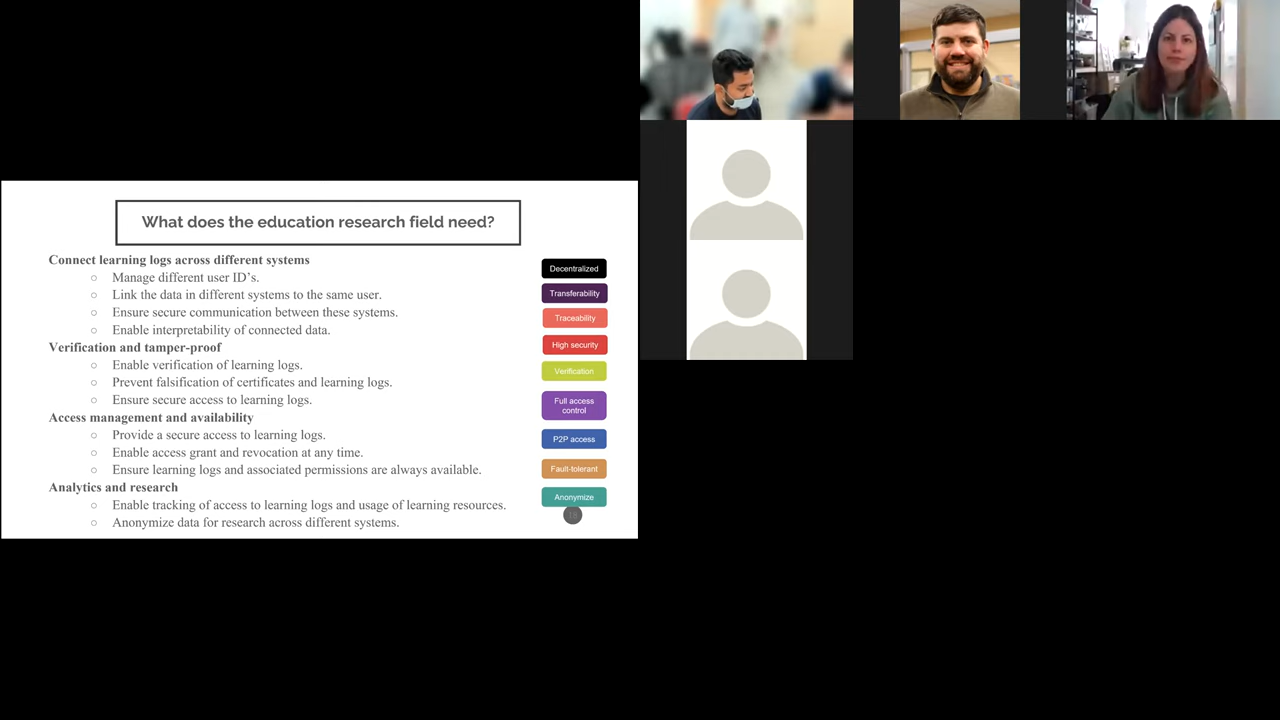 What does the education research field need?
Connect learning logs across different systems
○ Manage different user ID’s.
○ Link the data in different systems to the same user.
○ Ensure secure communication between these systems.
○ Enable interpretability of connected data.
Verification and tamper-proof
○ Enable verification of learning logs.
○ Prevent falsification of certificates and learning logs.
○ Ensure secure access to learning logs.
Access management and availability
○ Provide a secure access to learning logs.
○ Enable access grant and revocation at any time.
○ Ensure learning logs and associated permissions are always available.
Analytics and research
○ Enable tracking of access to learning logs and usage of learning resources.
○ Anonymize data for research across different systems.
Decentralized
Transferability
Traceability
High security
Verification
Full access
control
P2P access
Fault-tolerant
Anonymize